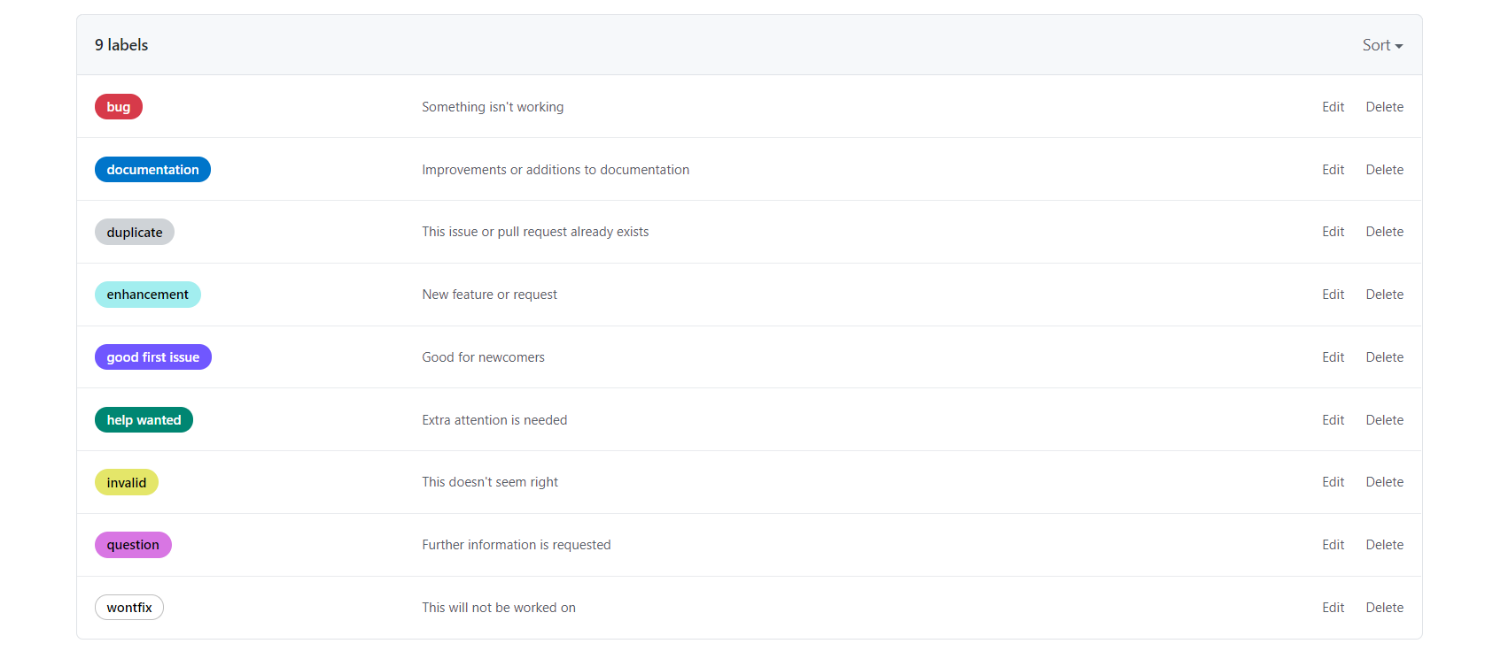 9 labels Sort
bug Something isn't working Edit Delete
documentation Improvements or additions to documentation Edit Delete
duplicate This issue or pull request already exists Edit Delete
enhancement New feature or request Edit Delete
good first issue Good for newcomers Edit Delete
help wanted Extra attention is needed Edit Delete
invalid This doesn't seem right Edit Delete
question Further information is requested Edit Delete
wontfix This will not be worked on Edit Delete